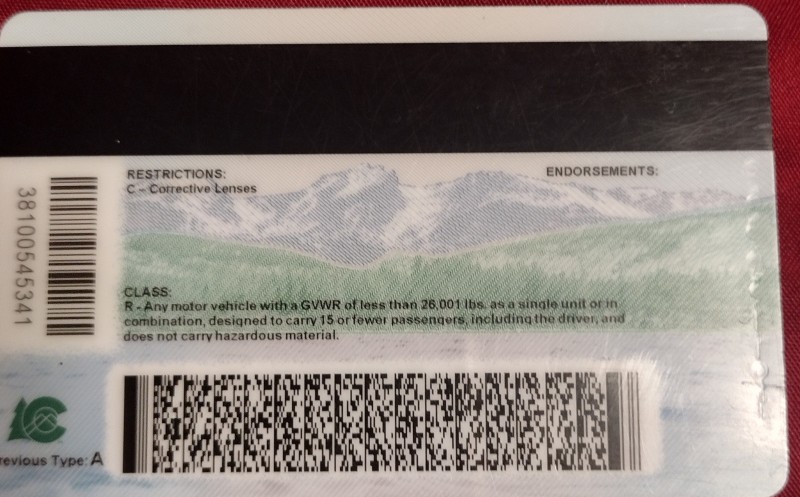 RESTRICTIONS:
C - Corrective Lenses
ENDORSEMENTS:
38100545341
CLASS:
R - Any motor vehicle with a GVWR of less than 26,001 lbs. as a single unit or in
combination, designed to carry 15 or fewer passengers, including the driver, and
does not carry hazardous material.
C
revious Type: A